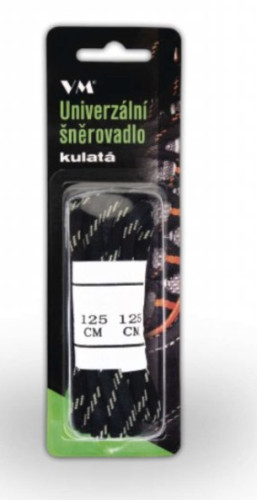 VM®
Univerzální
šněrovadlo
kulatá
125 125
CM CM